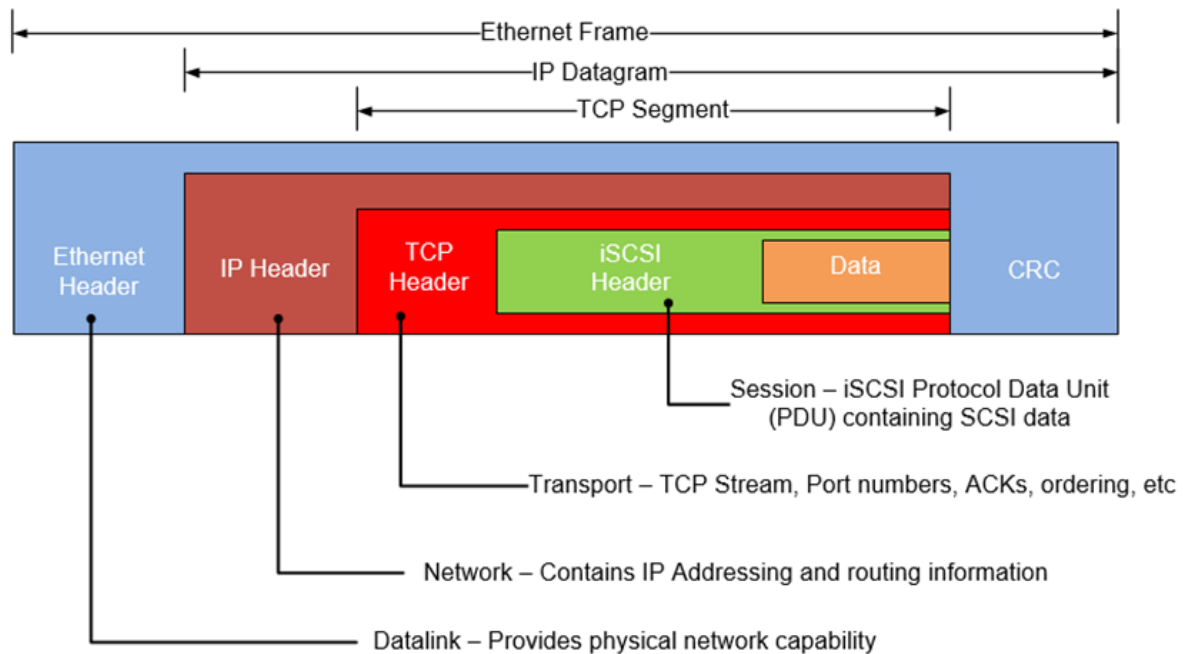 Ethernet Frame
IP Datagram
TCP Segment
Ethernet
Header
IP Header
TCP
Header
iSCSI
Header
Data
CRC
Session – iSCSI Protocol Data Unit
(PDU) containing SCSI data
Transport – TCP Stream, Port numbers, ACKs, ordering, etc
Network – Contains IP Addressing and routing information
Datalink – Provides physical network capability